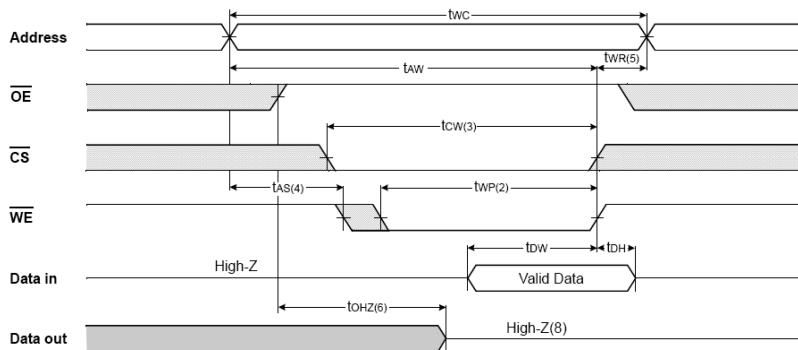 tWC
Address
tAW
tWR(5)
OE
tCW(3)
CS
tAS(4)
tWP(2)
WE
tDW
tDH
High-Z
Data in
Valid Data
tOHZ(6)
High-Z(8)
Data out